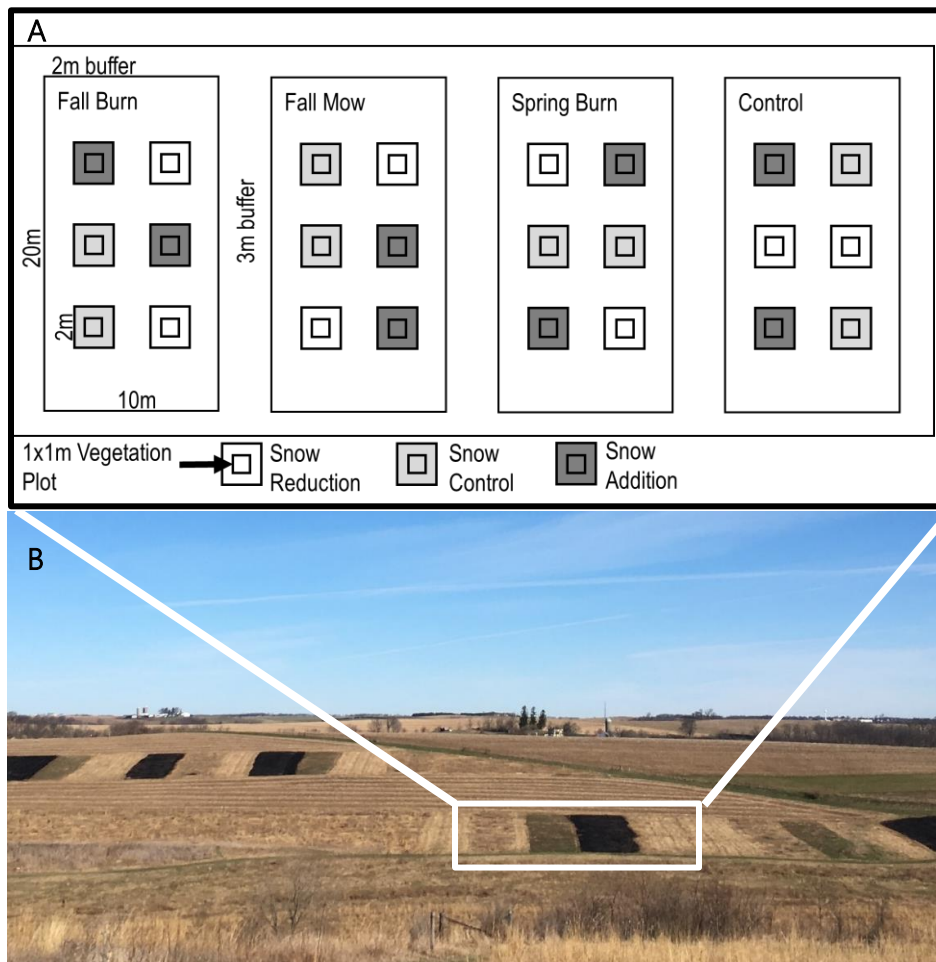 A
2m buffer
Fall Burn
Fall Mow
Spring Burn
Control
20m
3m buffer
2m
10m
1x1m Vegetation
Plot
Snow
Reduction
Snow
Control
Snow
Addition
B